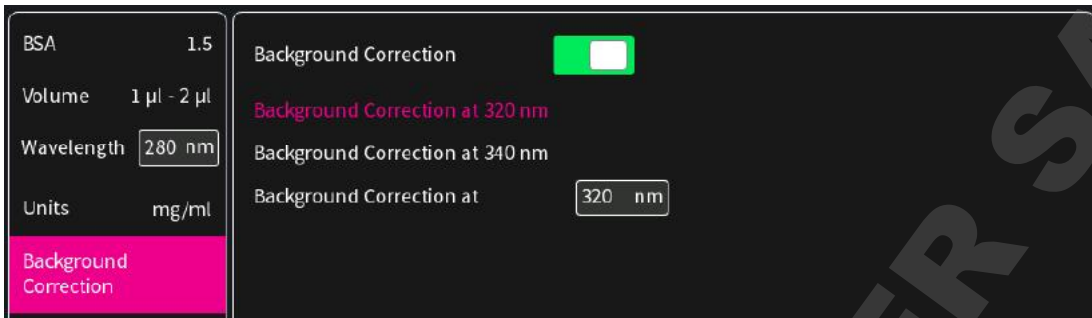 BSA 1.5
Volume 1 µl - 2 µl
Wavelength 280 nm
Units mg/ml
Background
Correction
Background Correction
Background Correction at 320 nm
Background Correction at 340 nm
Background Correction at 320 nm